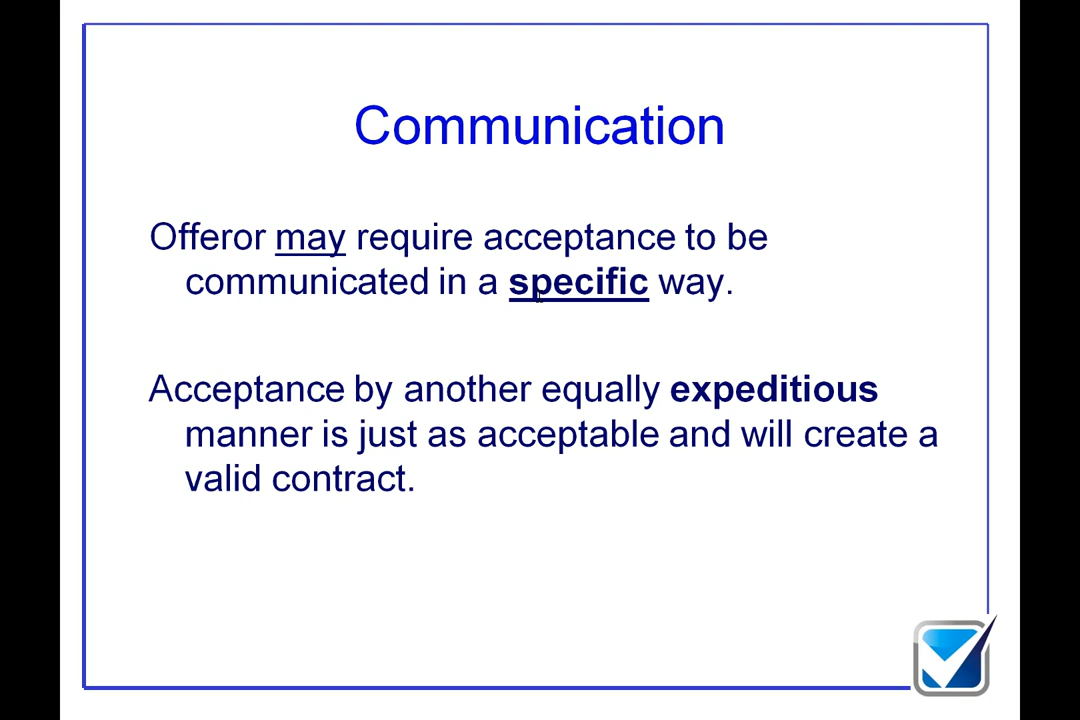 Communication
Offeror may require acceptance to be
communicated in a specific way.
Acceptance by another equally expeditious
manner is just as acceptable and will create a
valid contract.